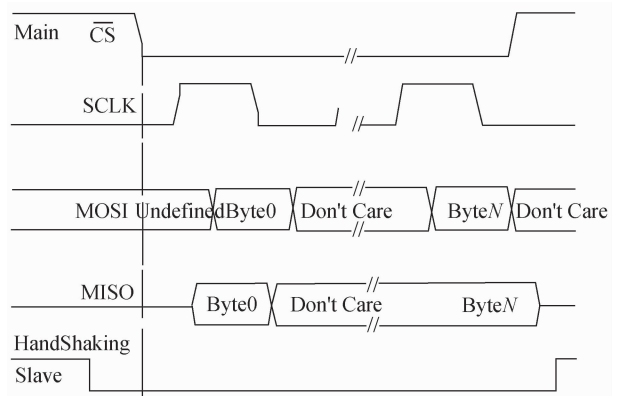 Main CS
SCLK
MOSI Undefined Byte0 Don't Care ByteN Don't Care
MISO Byte0 Don't Care ByteN
HandShaking
Slave